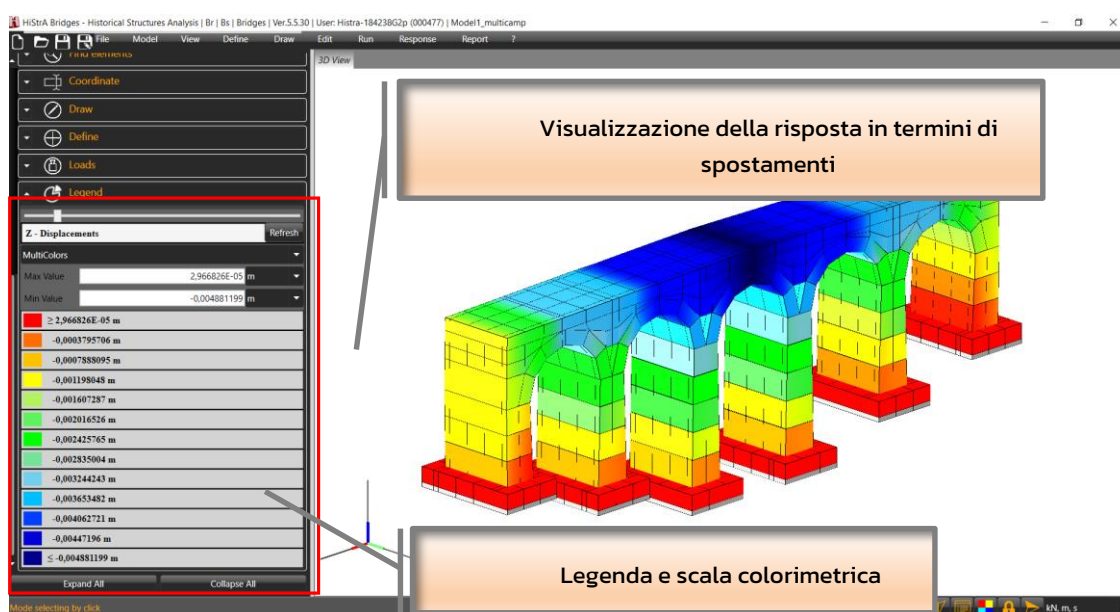 HiStrA Bridges - Historical Structures Analysis | Br | Bs | Bridges | Ver.5.5.30 | User: Histra-184238G2p (000477) | Model1_multicamp
File Model View Define Draw Edit Run Response Report ?
Find elements
3D View
Coordinate
Draw
Define
Loads
Legend
Z - Displacements Refresh
MultiColors
Max Value 2,966826E-05 m
Min Value -0,004881199 m
≥ 2,966826E-05 m
-0,0003795706 m
-0,0007888095 m
-0,001198048 m
-0,001607287 m
-0,002016526 m
-0,002425765 m
-0,002835004 m
-0,003244243 m
-0,003653482 m
-0,004062721 m
-0,00447196 m
≤ -0,004881199 m
Expand All Collapse All
Mode selecting by click
Visualizzazione della risposta in termini di
spostamenti
Legenda e scala colorimetrica
kN, m, s